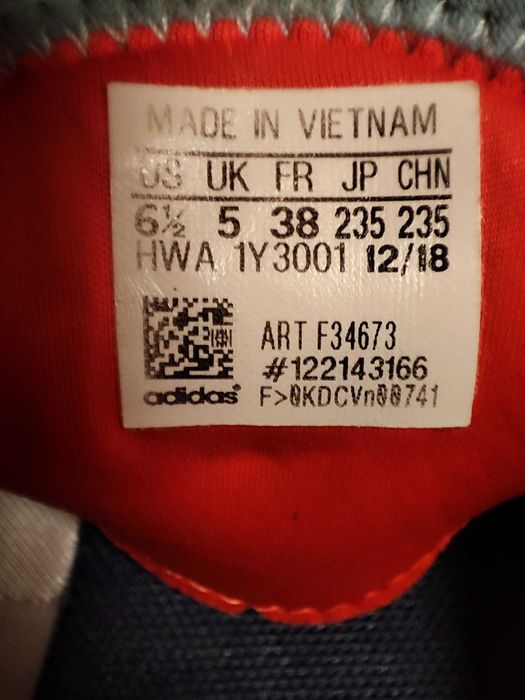 MADE IN VIETNAM
US UK FR JP CHN
6½ 5 38 235 235
HWA 1Y3001 12/18
ART F34673
#122143166
adidas® F>0KDCVn00741